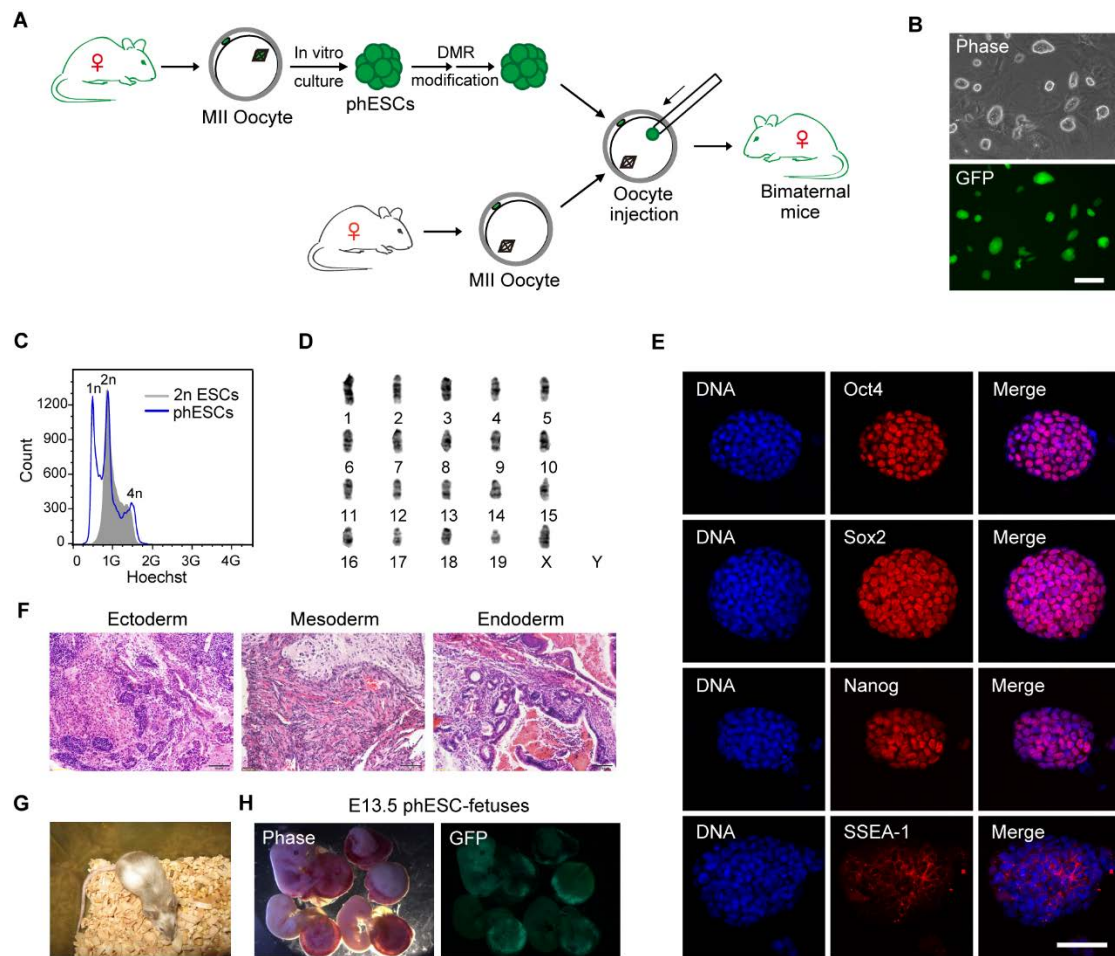 A
♀
MII Oocyte
In vitro
culture
phESCs
DMR
modification
♀
MII Oocyte
Oocyte
injection
♀
Bimaternal
mice
B
Phase
GFP
C
1n
2n
4n
2n ESCs
phESCs
Count
1200
900
600
300
0
0 1G 2G 3G 4G
Hoechst
D
1 2 3 4 5
6 7 8 9 10
11 12 13 14 15
16 17 18 19 X Y
E
DNA Oct4 Merge
DNA Sox2 Merge
DNA Nanog Merge
DNA SSEA-1 Merge
F
Ectoderm Mesoderm Endoderm
G
H
E13.5 phESC-fetuses
Phase GFP